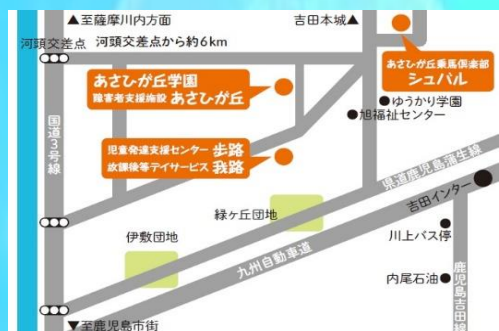 ▲至薩摩川内方面
吉田本城▲
河頭交差点
河頭交差点から約6km
あさひが丘乗馬倶楽部
シュバル
あさひが丘学園
障害者支援施設 あさひが丘
●ゆうかり学園
●旭福祉センター
国道3号線
児童発達支援センター 歩路
放課後等デイサービス 我路
県道鹿児島蒲生線
吉田インター
緑ヶ丘団地
川上バス停
伊敷団地
九州自動車道
内尾石油●
鹿児島吉田線
▼至鹿児島市街